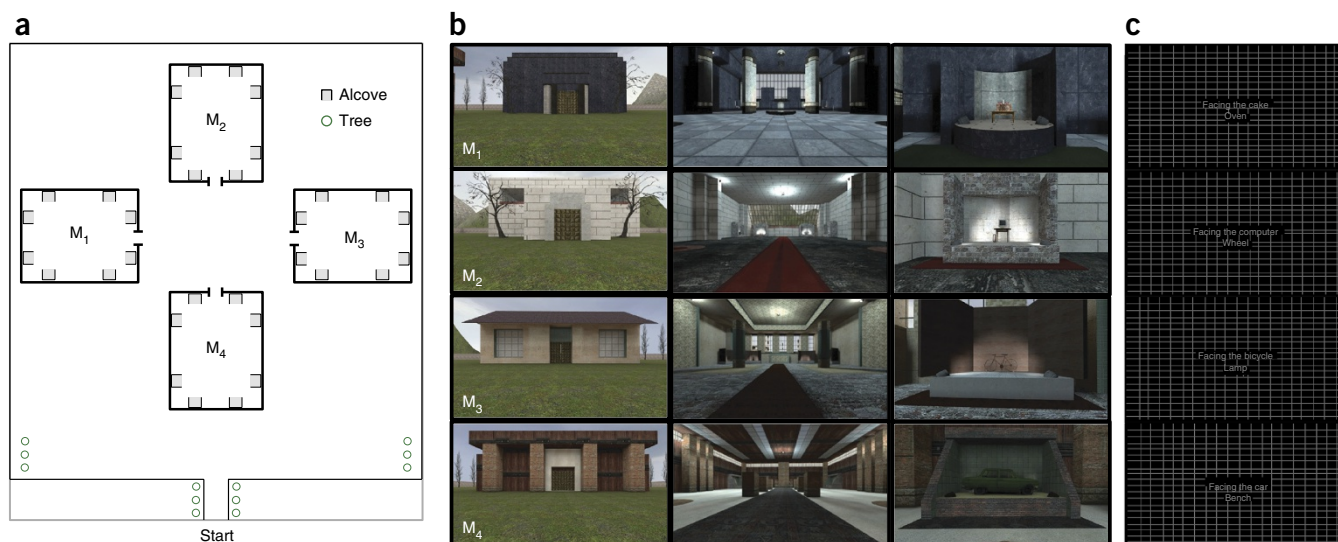 a
b
c
M2
Alcove
Tree
M1
M3
M4
Start
M1
M2
M3
M4
Facing the cake
Oven
Facing the computer
Wheel
Facing the bicycle
Lamp
Facing the car
Bench